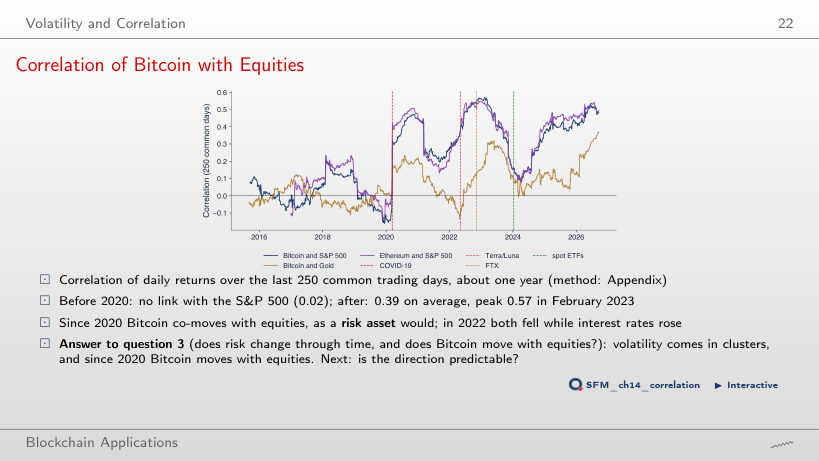 Volatility and Correlation 22
Correlation of Bitcoin with Equities
Correlation (250 common days)
0.6
0.5
0.4
0.3
0.2
0.1
0.0
−0.1
2016 2018 2020 2022 2024 2026
Bitcoin and S&P 500 Ethereum and S&P 500 Terra/Luna spot ETFs
Bitcoin and Gold COVID-19 FTX
Correlation of daily returns over the last 250 common trading days, about one year (method: Appendix)
Before 2020: no link with the S&P 500 (0.02); after: 0.39 on average, peak 0.57 in February 2023
Since 2020 Bitcoin co-moves with equities, as a risk asset would; in 2022 both fell while interest rates rose
Answer to question 3 (does risk change through time, and does Bitcoin move with equities?): volatility comes in clusters,
and since 2020 Bitcoin moves with equities. Next: is the direction predictable?
SFM_ch14_correlation ▶ Interactive
Blockchain Applications